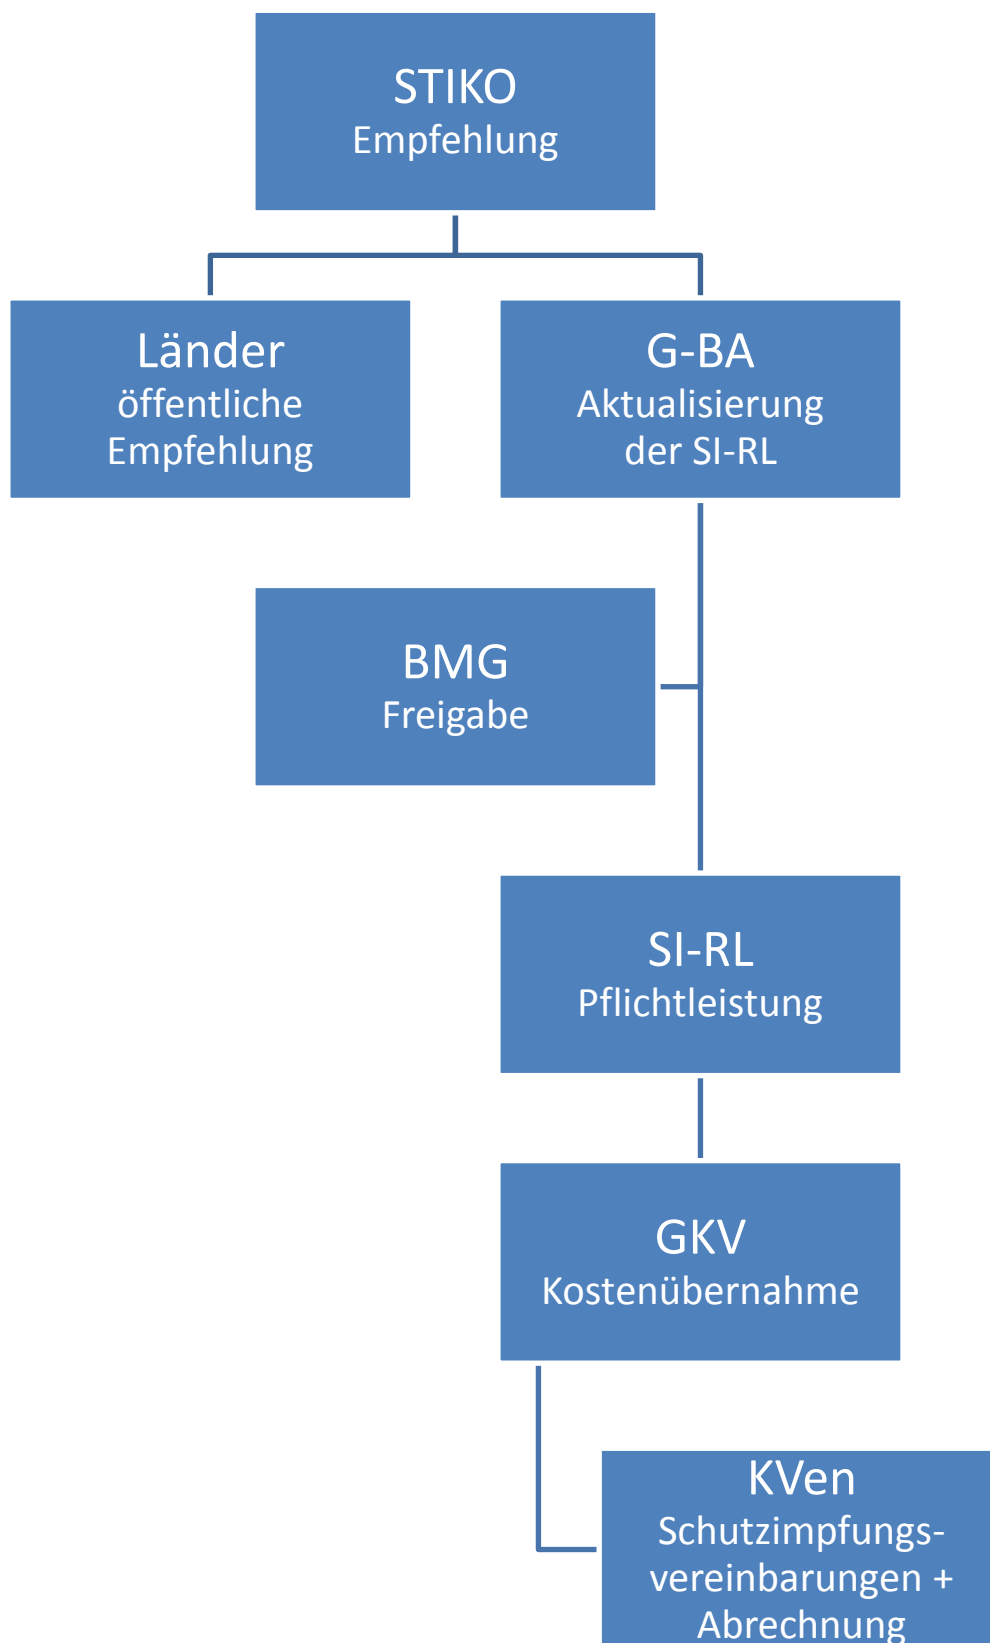 STIKO
Empfehlung
Länder
öffentliche
Empfehlung
G-BA
Aktualisierung
der SI-RL
BMG
Freigabe
SI-RL
Pflichtleistung
GKV
Kostenübernahme
KVen
Schutzimpfungs-
vereinbarungen +
Abrechnung